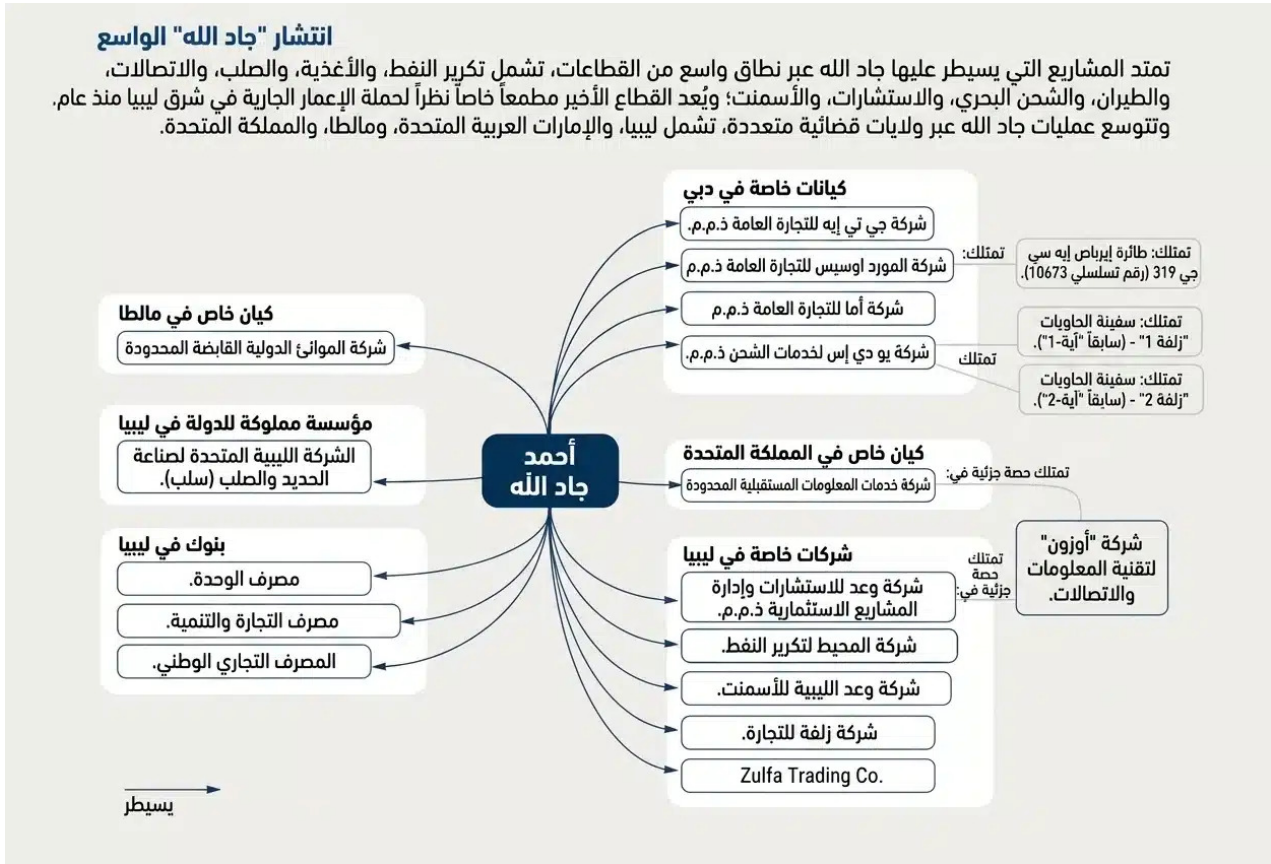 انتشار "جاد الله" الواسع
تمتد المشاريع التي يسيطر عليها جاد الله عبر نطاق واسع من القطاعات، تشمل تكرير النفط، والأغذية، والصلب، والاتصالات،
والطيران، والشحن البحري، والاستشارات، والأسمنت؛ ويُعد القطاع الأخير مطمعاً خاصاً نظراً لحملة الإعمار الجارية في شرق ليبيا منذ عام.
وتتوسع عمليات جاد الله عبر ولايات قضائية متعددة، تشمل ليبيا، والإمارات العربية المتحدة، ومالطا، والمملكة المتحدة.
كيانات خاصة في دبي
شركة جي تي إيه للتجارة العامة ذ.م.م.
شركة المورد اوسيس للتجارة العامة ذ.م.م
تمتلك:
تمتلك: طائرة إيرباص إيه سي
جي 319 (رقم تسلسلي 10673).
شركة أما للتجارة العامة ذ.م.م
شركة يو دي إس لخدمات الشحن ذ.م.م.
تمتلك
تمتلك: سفينة الحاويات
"زلفة 1" - (سابقاً "آية-1").
تمتلك: سفينة الحاويات
"زلفة 2" - (سابقاً "آية-2").
كيان خاص في مالطا
شركة الموانئ الدولية القابضة المحدودة
مؤسسة مملوكة للدولة في ليبيا
الشركة الليبية المتحدة لصناعة
الحديد والصلب (سلب).
أحمد
جاد الله
كيان خاص في المملكة المتحدة
شركة خدمات المعلومات المستقبلية المحدودة
تمتلك حصة جزئية في:
شركة "أوزون"
لتقنية المعلومات
والاتصالات.
بنوك في ليبيا
مصرف الوحدة.
مصرف التجارة والتنمية.
المصرف التجاري الوطني.
شركات خاصة في ليبيا
شركة وعد للاستشارات وإدارة
المشاريع الاستثمارية ذ.م.م.
تمتلك
حصة
جزئية في:
شركة المحيط لتكرير النفط.
شركة وعد الليبية للأسمنت.
شركة زلفة للتجارة.
Zulfa Trading Co.
يسيطر